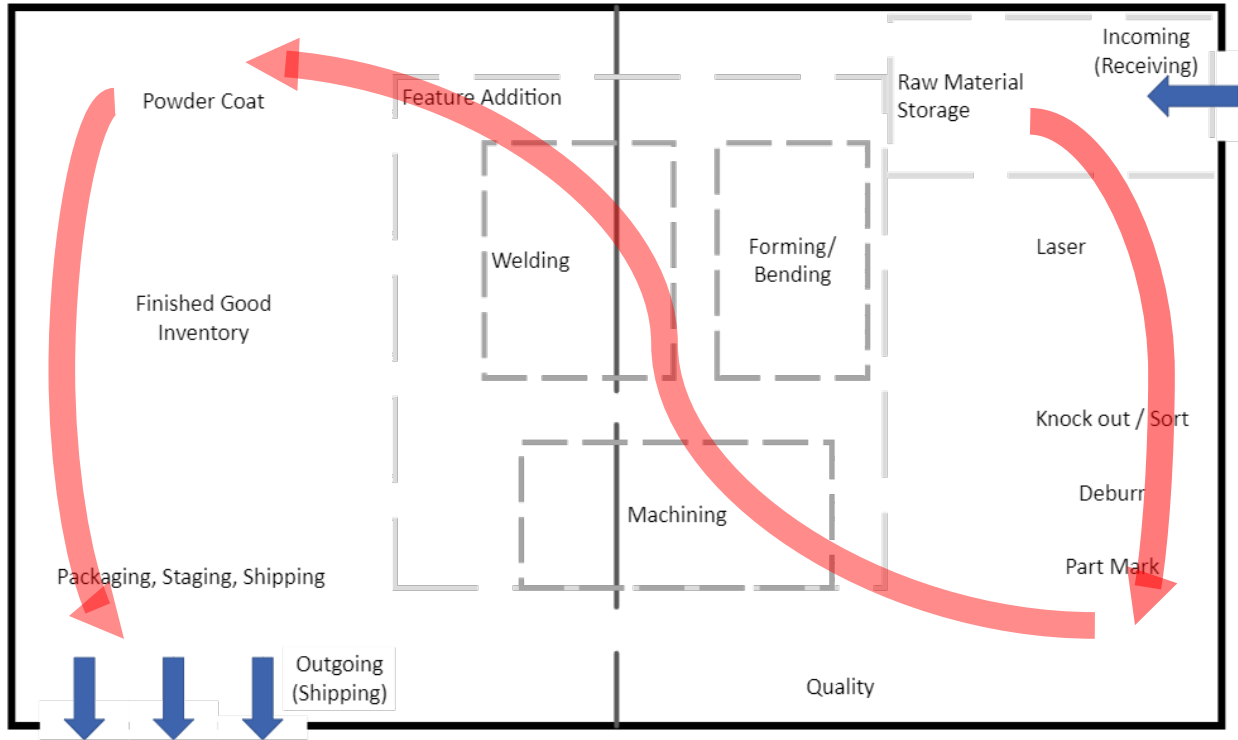 Incoming
(Receiving)
Raw Material
Storage
Feature Addition
Powder Coat
Welding
Forming/
Bending
Laser
Finished Good
Inventory
Knock out / Sort
Deburr
Machining
Part Mark
Packaging, Staging, Shipping
Outgoing
(Shipping)
Quality